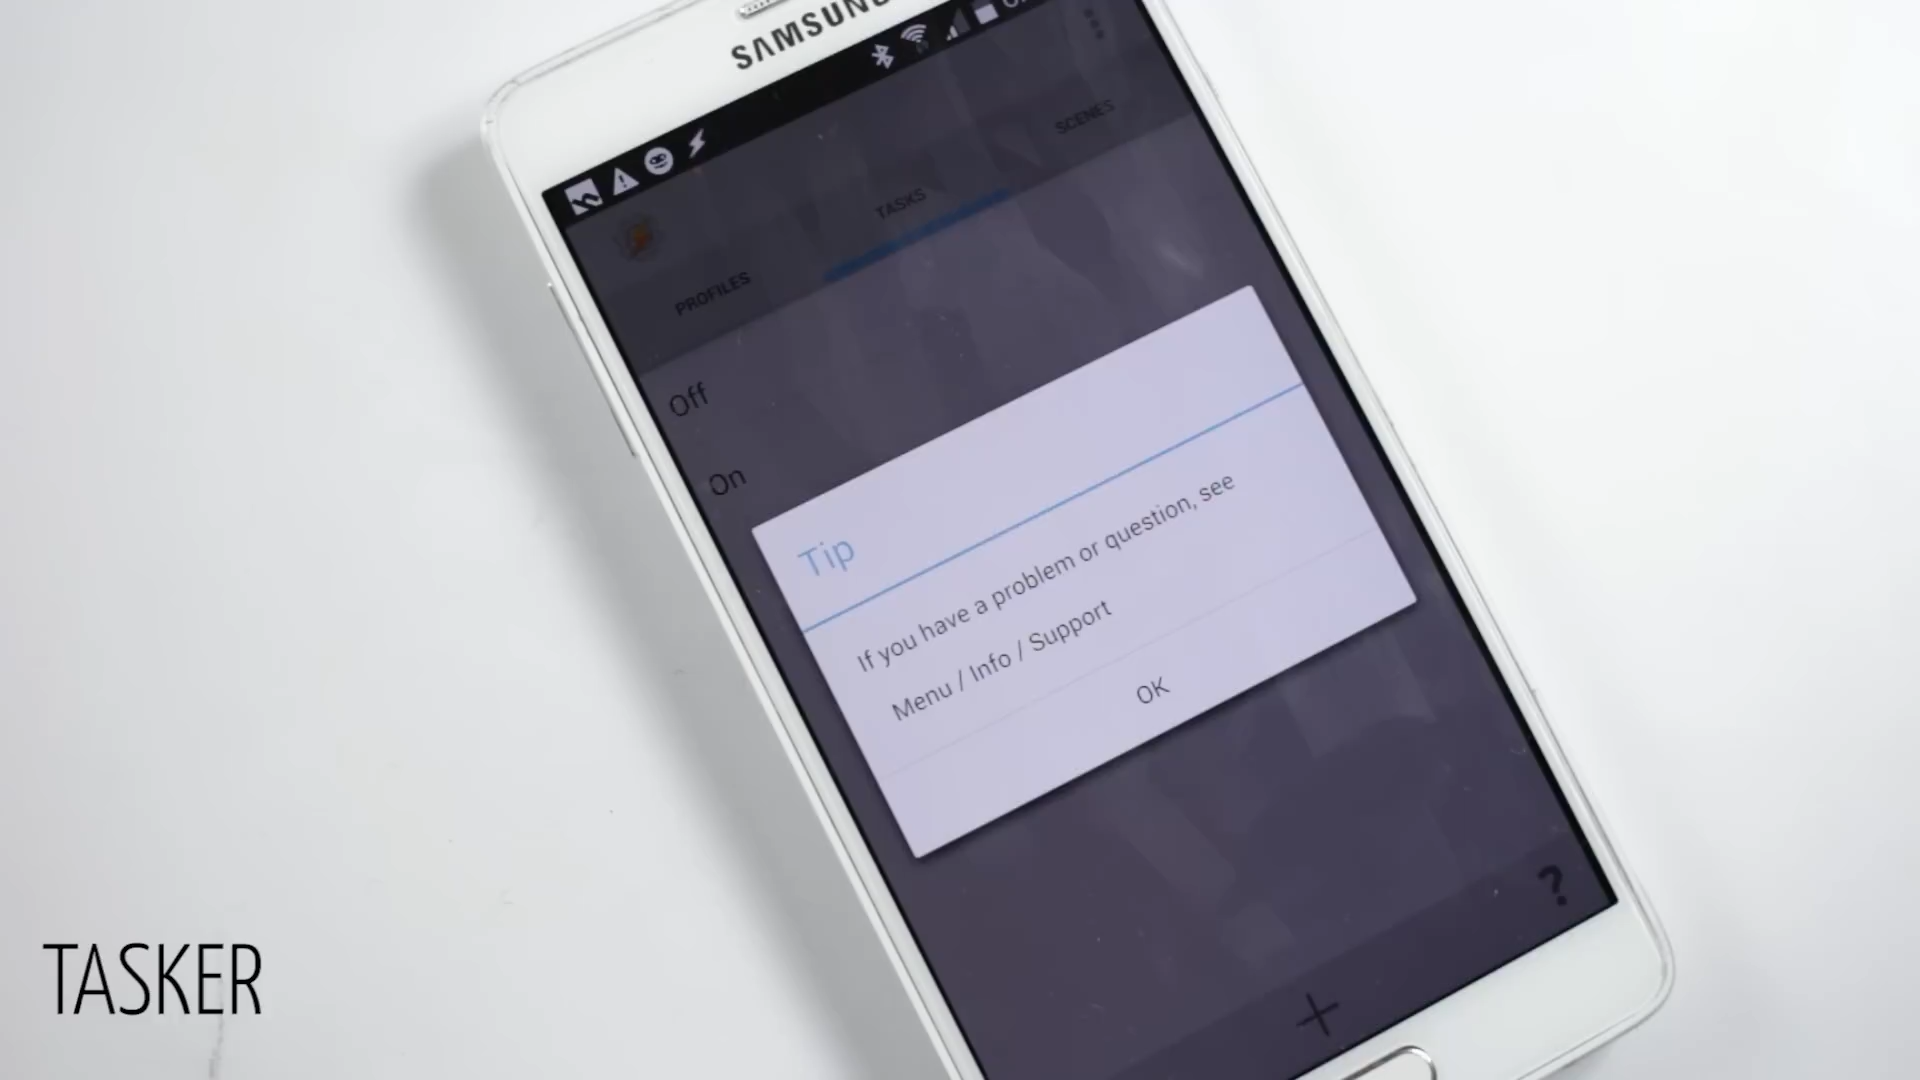 SAMSUNG
PROFILES
TASKS
SCENES
Off
On
Tip
If you have a problem or question, see
Menu / Info / Support
OK
?
+
TASKER